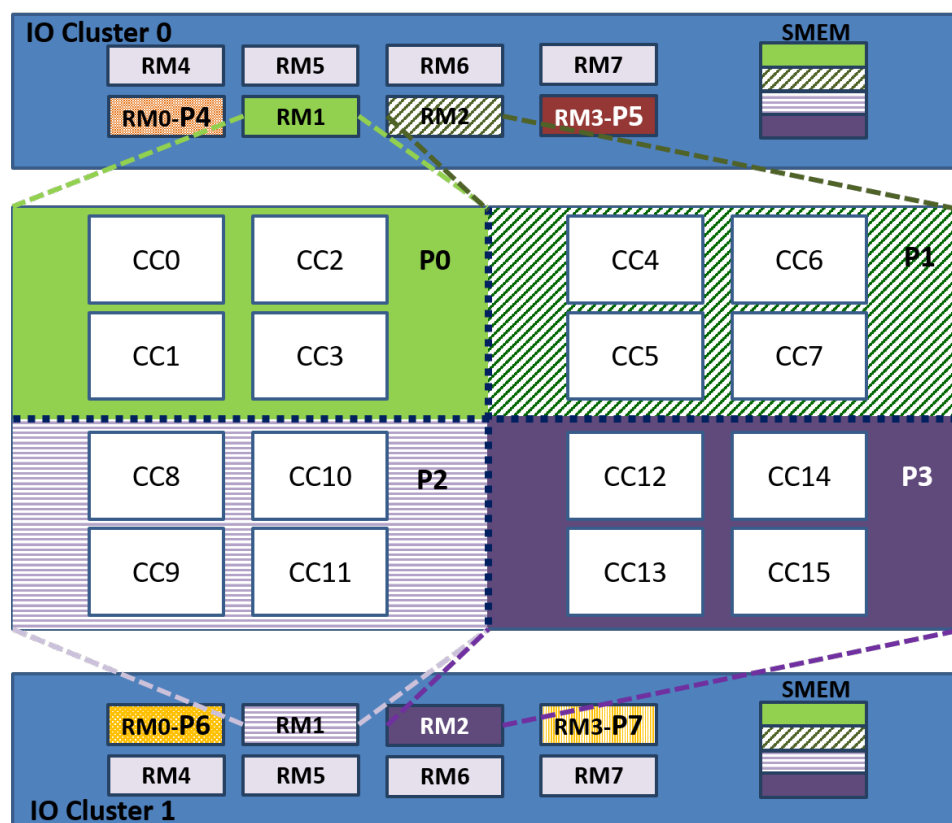 IO Cluster 0
SMEM
RM4 RM5 RM6 RM7
RM0-P4 RM1 RM2 RM3-P5
CC0 CC2 P0 CC4 CC6 P1
CC1 CC3 CC5 CC7
CC8 CC10 P2 CC12 CC14 P3
CC9 CC11 CC13 CC15
SMEM
RM0-P6 RM1 RM2 RM3-P7
RM4 RM5 RM6 RM7
IO Cluster 1